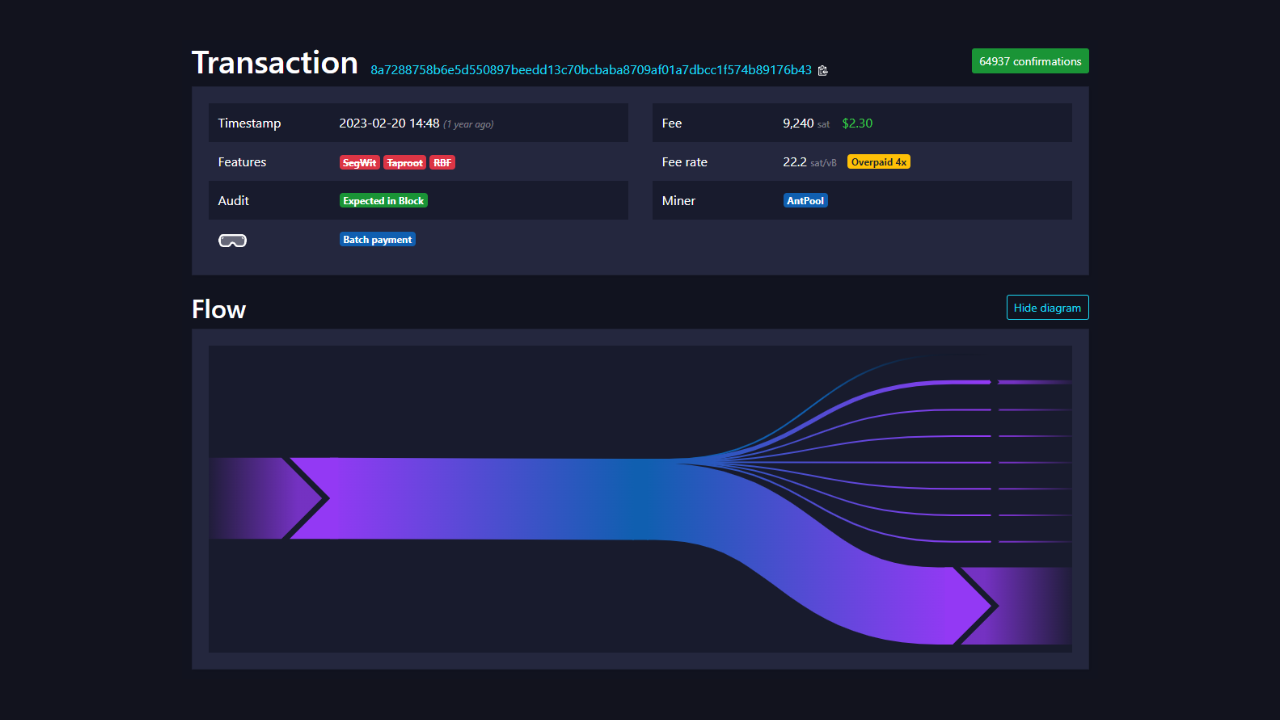 Transaction 8a7288758b6e5d550897beedd13c70bcbaba8709af01a7dbcc1f574b89176b43 64937 confirmations
Timestamp 2023-02-20 14:48 (1 year ago)
Fee 9,240 sat $2.30
Features SegWit Taproot RBF
Fee rate 22.2 sat/vB Overpaid 4x
Audit Expected in Block
Miner AntPool
Batch payment
Flow Hide diagram